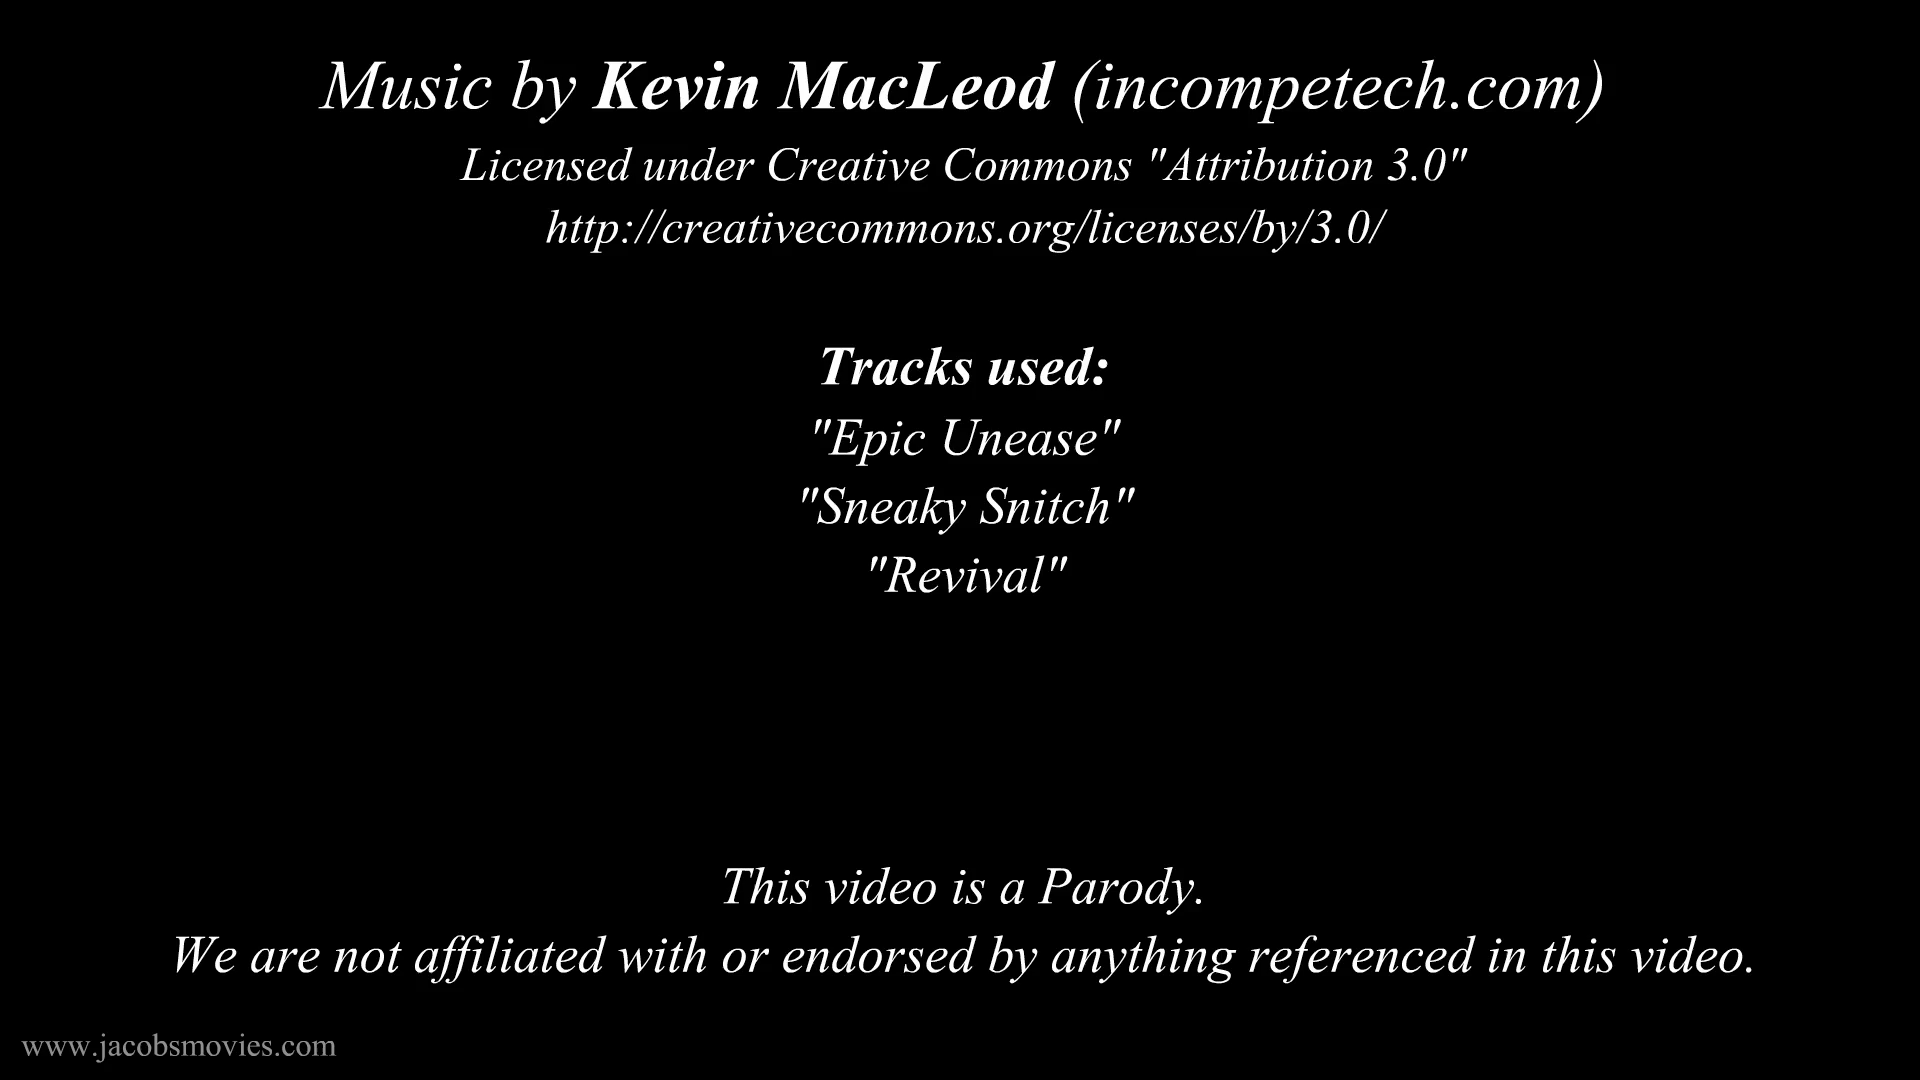 Music by Kevin MacLeod (incompetech.com)
Licensed under Creative Commons "Attribution 3.0"
http://creativecommons.org/licenses/by/3.0/
Tracks used:
"Epic Unease"
"Sneaky Snitch"
"Revival"
This video is a Parody.
We are not affiliated with or endorsed by anything referenced in this video.
www.jacobsmovies.com